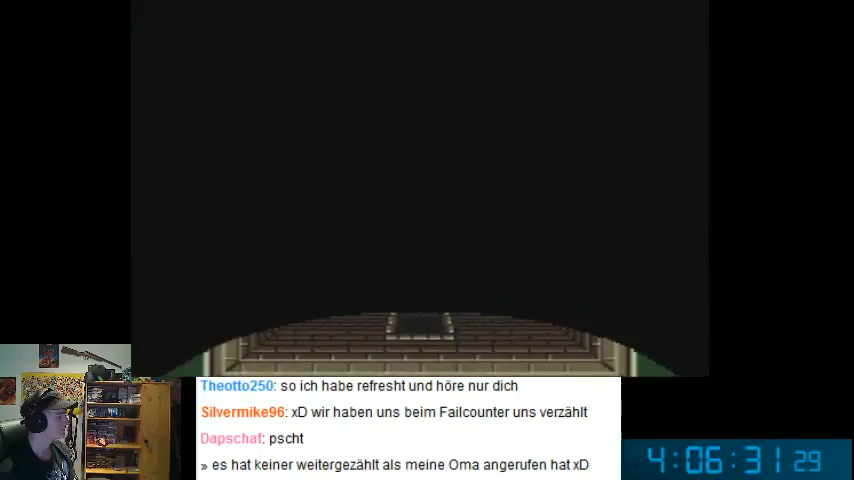 Theotto250: so ich habe refresht und höre nur dich
Silvermike96: xD wir haben uns beim Failcounter uns verzählt
Dapschaf: pscht
» es hat keiner weitergezählt als meine Oma angerufen hat xD
4:06:31 29